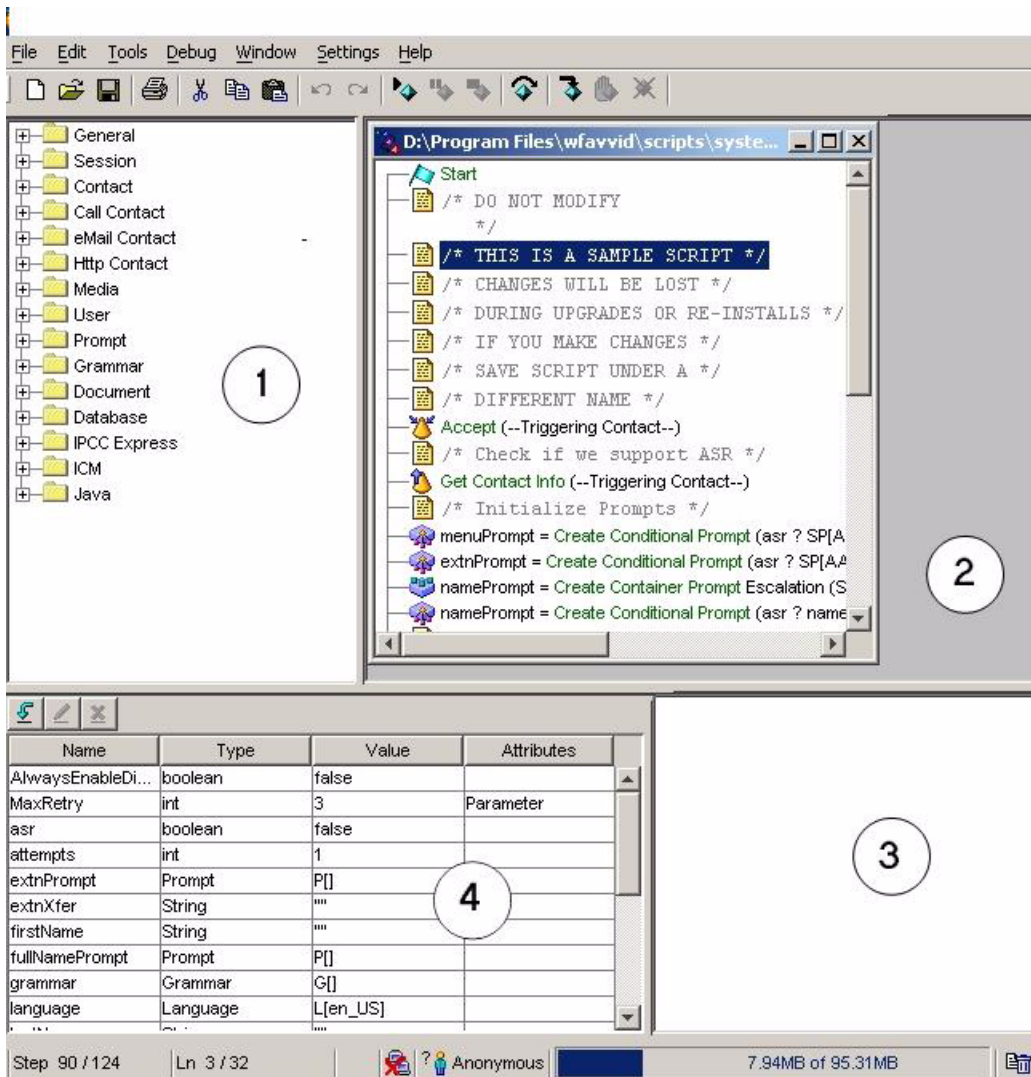 File Edit Tools Debug Window Settings Help
General
Session
Contact
Call Contact
eMail Contact
Http Contact
Media
User
Prompt
Grammar
Document
Database
IPCC Express
ICM
Java
1
D:\Program Files\wfavvid\scripts\syste...
Start
/* DO NOT MODIFY
*/
/* THIS IS A SAMPLE SCRIPT */
/* CHANGES WILL BE LOST */
/* DURING UPGRADES OR RE-INSTALLS */
/* IF YOU MAKE CHANGES */
/* SAVE SCRIPT UNDER A */
/* DIFFERENT NAME */
Accept (--Triggering Contact--)
/* Check if we support ASR */
Get Contact Info (--Triggering Contact--)
/* Initialize Prompts */
menuPrompt = Create Conditional Prompt (asr ? SP[A
extnPrompt = Create Conditional Prompt (asr ? SP[AA
namePrompt = Create Container Prompt Escalation (S
namePrompt = Create Conditional Prompt (asr ? name
2
Name Type Value Attributes
AlwaysEnableDi... boolean false
MaxRetry int 3 Parameter
asr boolean false
attempts int 1
extnPrompt Prompt P[]
extnXfer String ""
firstName String ""
fullNamePrompt Prompt P[]
grammar Grammar G[]
language Language L[en_US]
4
3
Step 90 / 124 Ln 3 / 32 ? Anonymous 7.94MB of 95.31MB